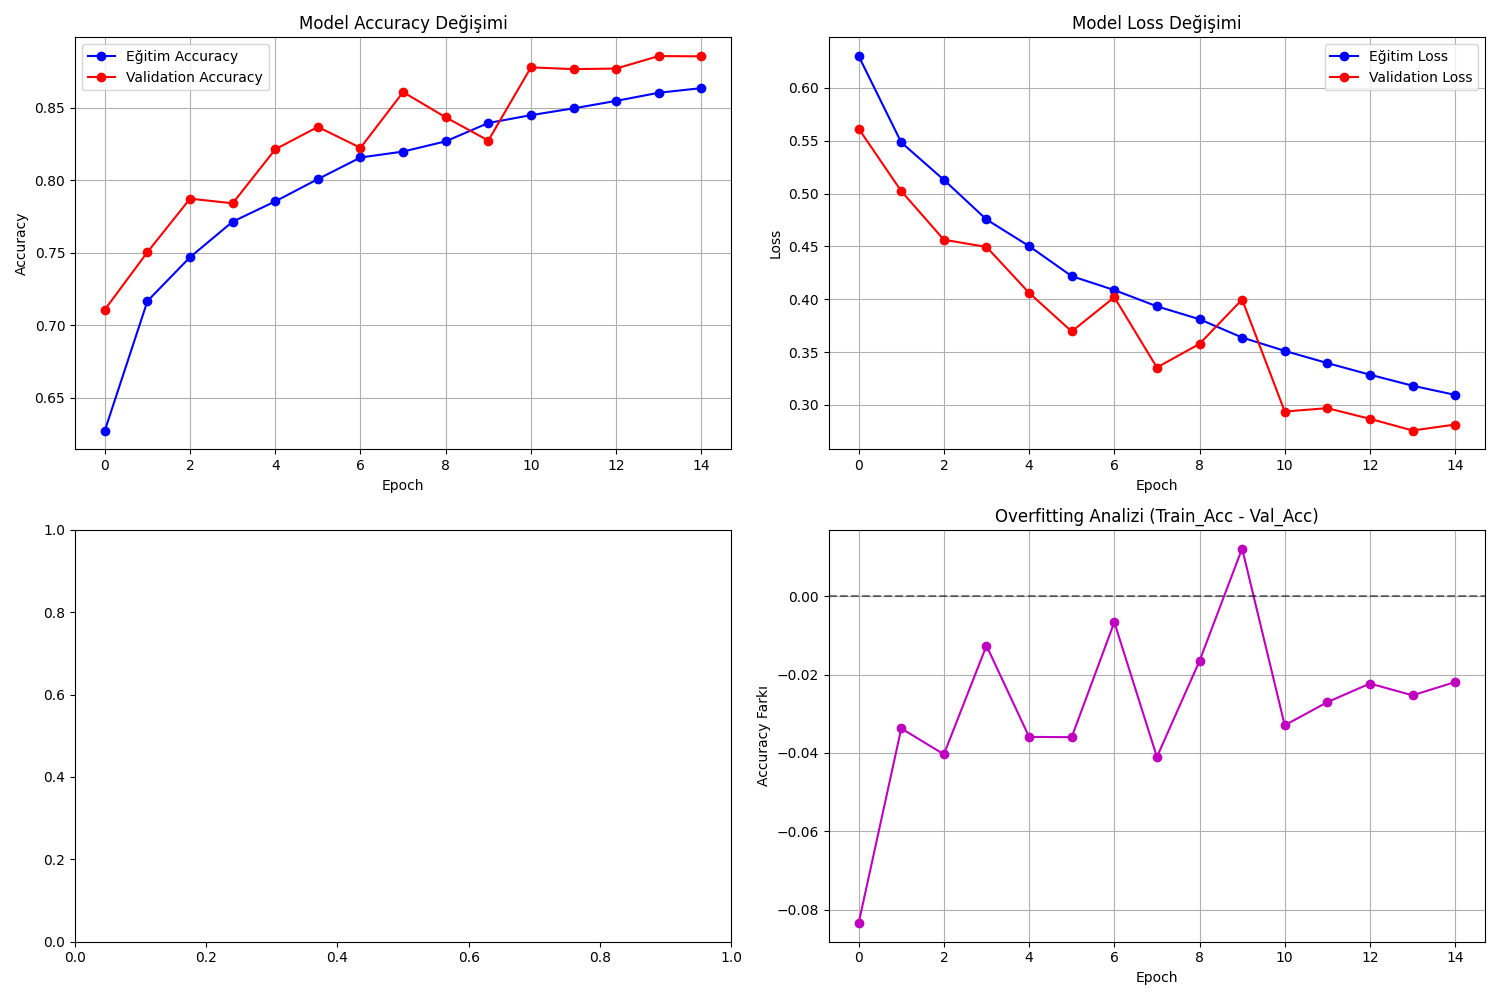 Model Accuracy Değişimi
Eğitim Accuracy
Validation Accuracy
Accuracy
0.85
0.80
0.75
0.70
0.65
0 2 4 6 8 10 12 14
Epoch
Model Loss Değişimi
Eğitim Loss
Validation Loss
Loss
0.60
0.55
0.50
0.45
0.40
0.35
0.30
0 2 4 6 8 10 12 14
Epoch
1.0
0.8
0.6
0.4
0.2
0.0
0.0 0.2 0.4 0.6 0.8 1.0
Overfitting Analizi (Train_Acc - Val_Acc)
Accuracy Farkı
0.00
−0.02
−0.04
−0.06
−0.08
0 2 4 6 8 10 12 14
Epoch